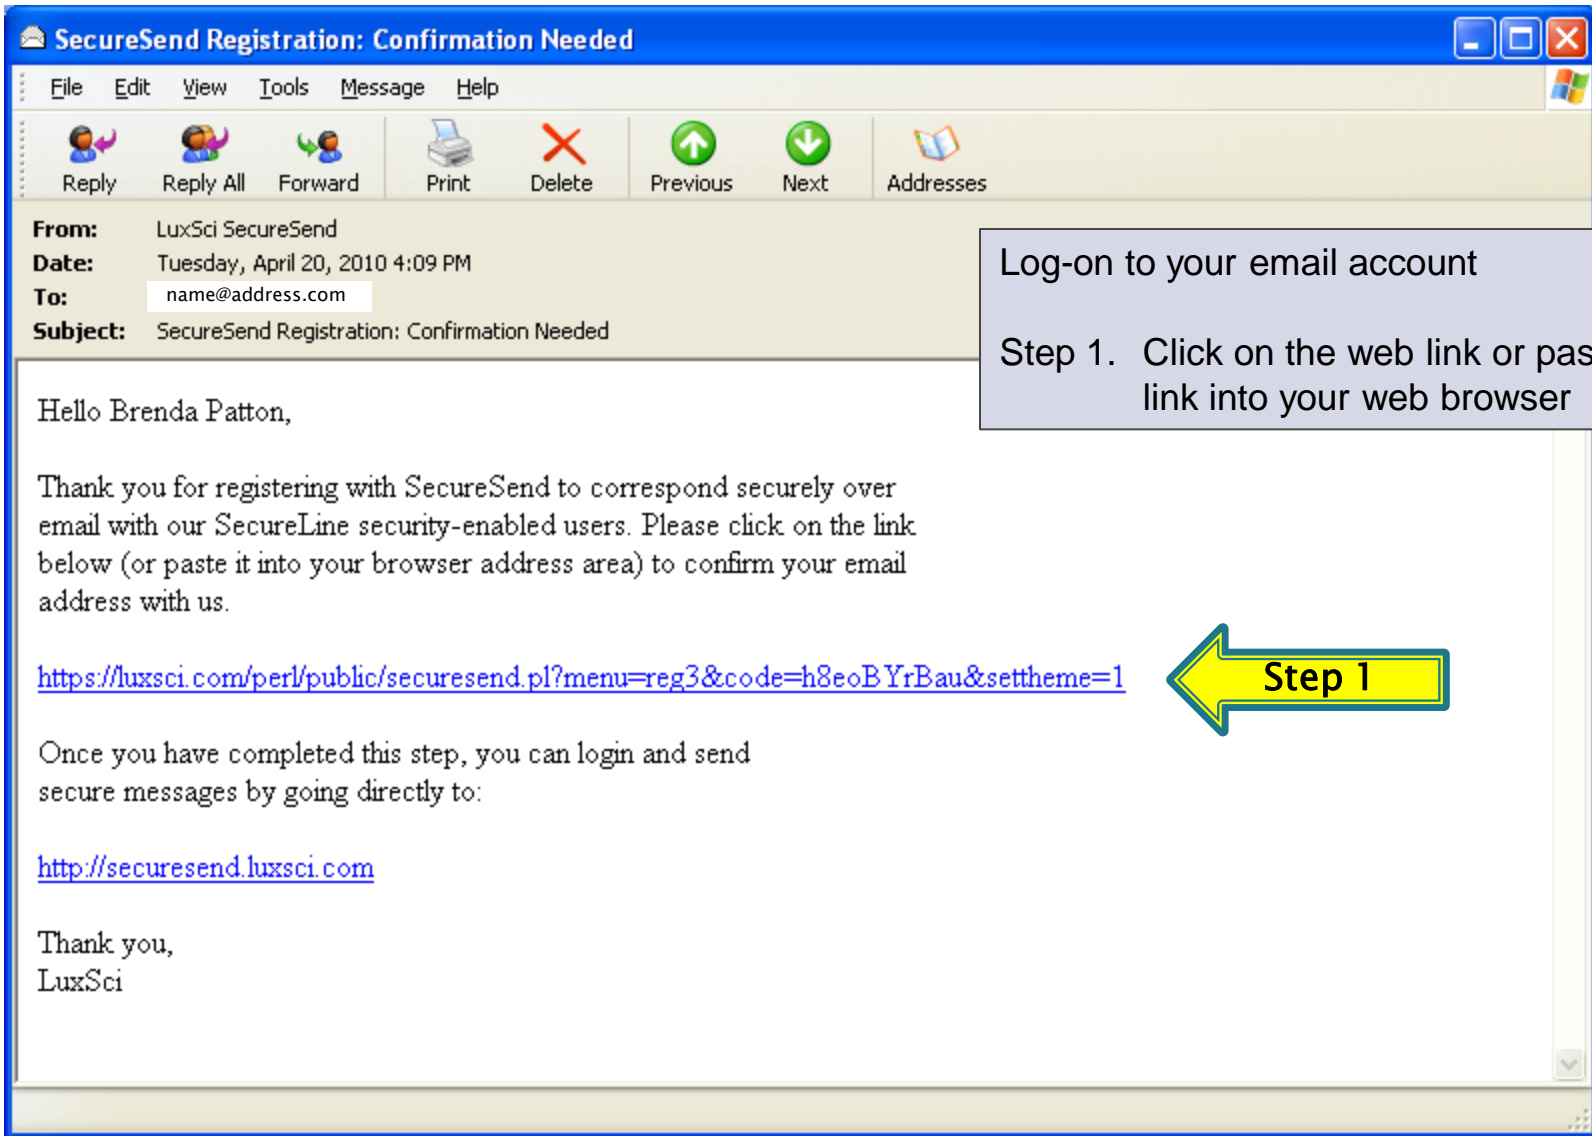 SecureSend Registration: Confirmation Needed
File Edit View Tools Message Help
Reply Reply All Forward Print Delete Previous Next Addresses
From: LuxSci SecureSend
Date: Tuesday, April 20, 2010 4:09 PM
To: name@address.com
Subject: SecureSend Registration: Confirmation Needed
Log-on to your email account
Step 1. Click on the web link or pas
link into your web browser
Hello Brenda Patton,
Thank you for registering with SecureSend to correspond securely over
email with our SecureLine security-enabled users. Please click on the link
below (or paste it into your browser address area) to confirm your email
address with us.
https://luxsci.com/perl/public/securesend.pl?menu=reg3&code=h8eoBYrBau&settheme=1
Step 1
Once you have completed this step, you can login and send
secure messages by going directly to:
http://securesend.luxsci.com
Thank you,
LuxSci